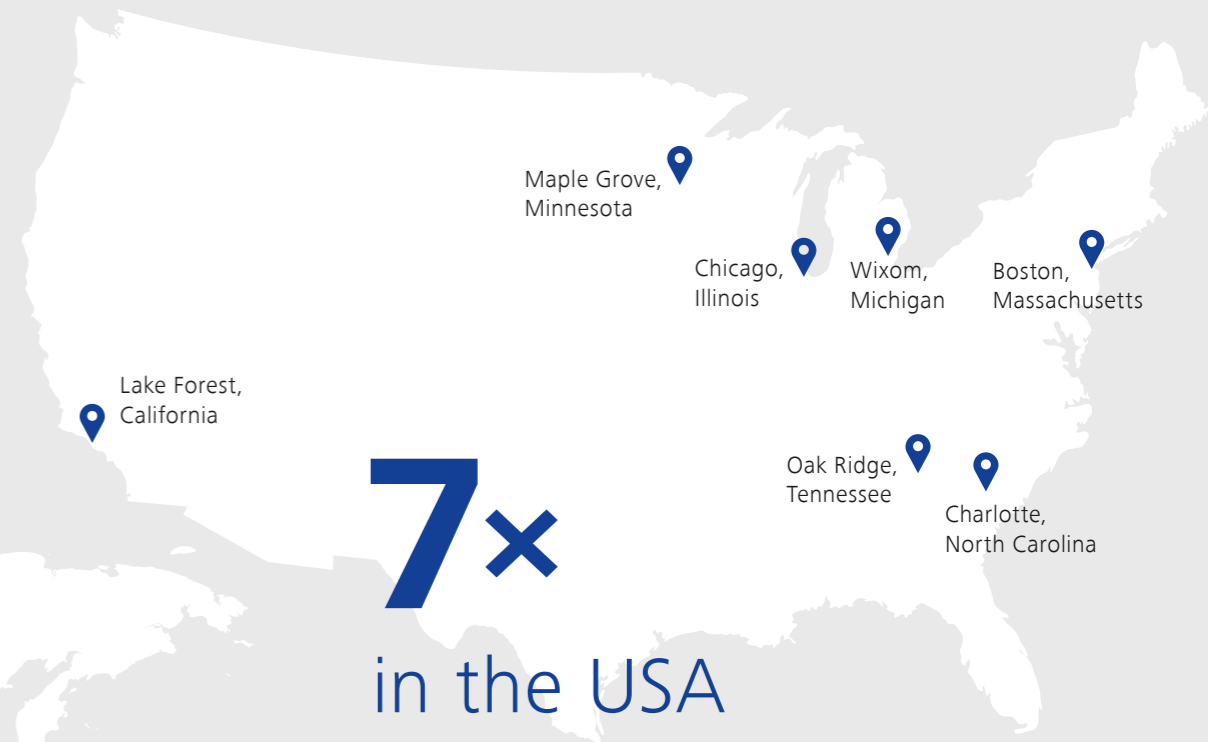 Maple Grove,
Minnesota
Chicago,
Illinois
Wixom,
Michigan
Boston,
Massachusetts
Lake Forest,
California
Oak Ridge,
Tennessee
Charlotte,
North Carolina
7×
in the USA